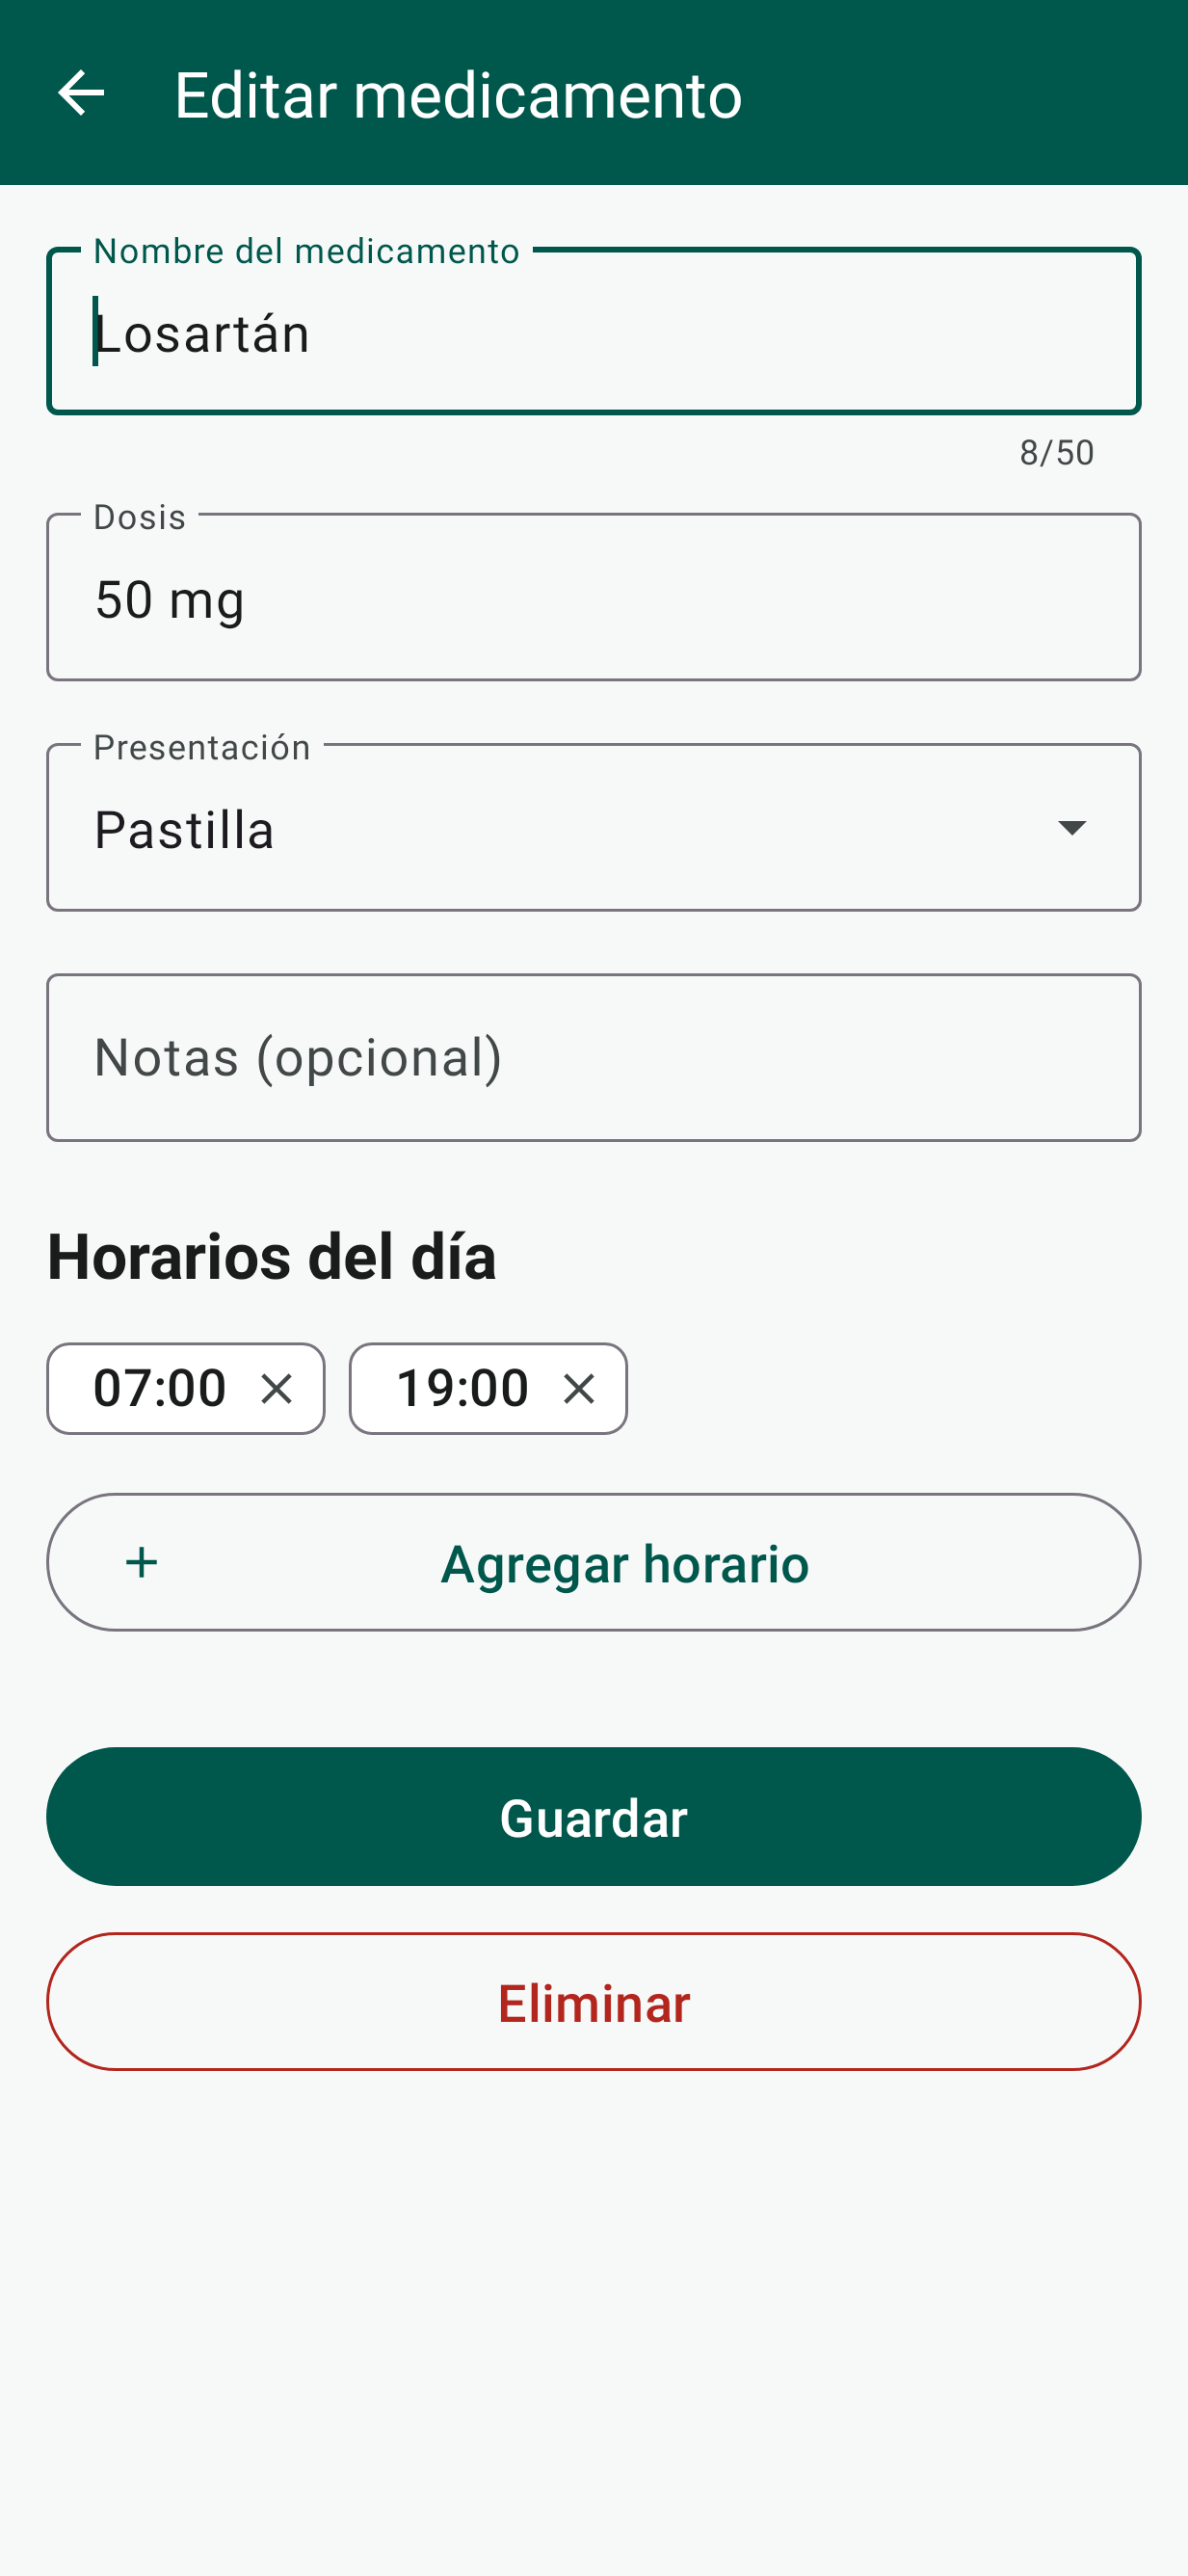 Editar medicamento
Nombre del medicamento
Losartán
8/50
Dosis
50 mg
Presentación
Pastilla
Notas (opcional)
Horarios del día
07:00 19:00
Agregar horario
Guardar
Eliminar